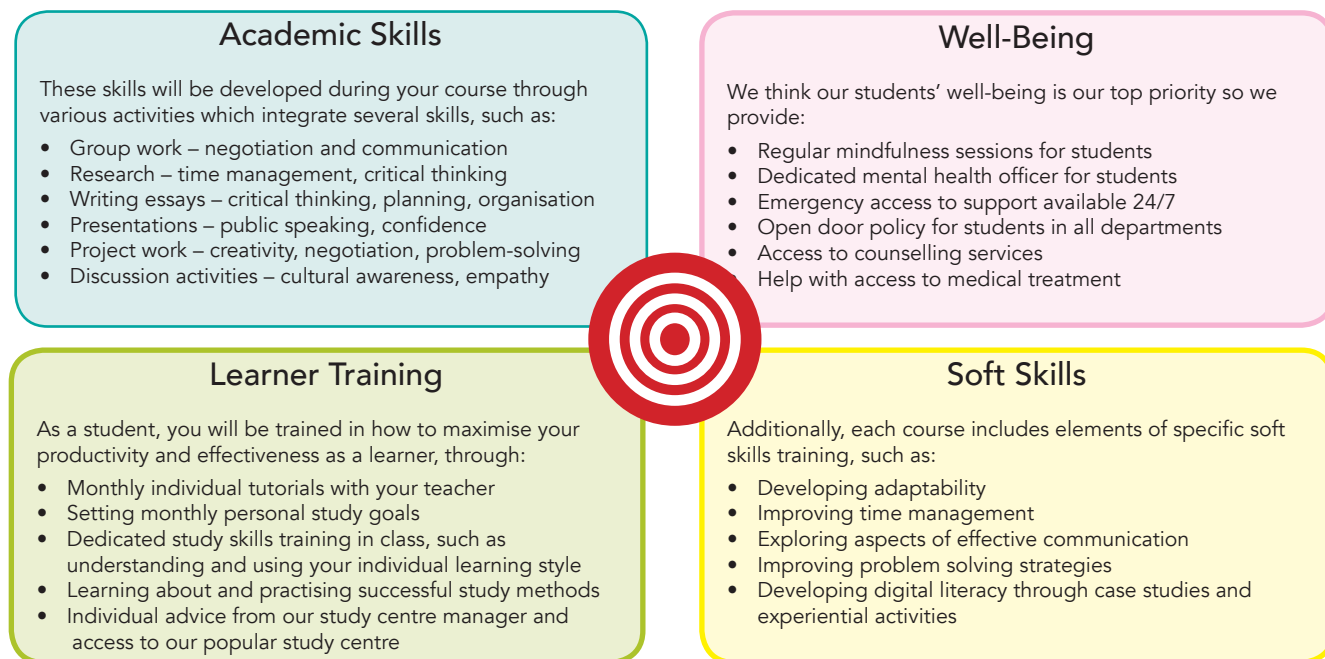 Academic Skills
These skills will be developed during your course through
various activities which integrate several skills, such as:
• Group work – negotiation and communication
• Research – time management, critical thinking
• Writing essays – critical thinking, planning, organisation
• Presentations – public speaking, confidence
• Project work – creativity, negotiation, problem-solving
• Discussion activities – cultural awareness, empathy
Well-Being
We think our students’ well-being is our top priority so we
provide:
• Regular mindfulness sessions for students
• Dedicated mental health officer for students
• Emergency access to support available 24/7
• Open door policy for students in all departments
• Access to counselling services
• Help with access to medical treatment
Learner Training
As a student, you will be trained in how to maximise your
productivity and effectiveness as a learner, through:
• Monthly individual tutorials with your teacher
• Setting monthly personal study goals
• Dedicated study skills training in class, such as
understanding and using your individual learning style
• Learning about and practising successful study methods
• Individual advice from our study centre manager and
access to our popular study centre
Soft Skills
Additionally, each course includes elements of specific soft
skills training, such as:
• Developing adaptability
• Improving time management
• Exploring aspects of effective communication
• Improving problem solving strategies
• Developing digital literacy through case studies and
experiential activities